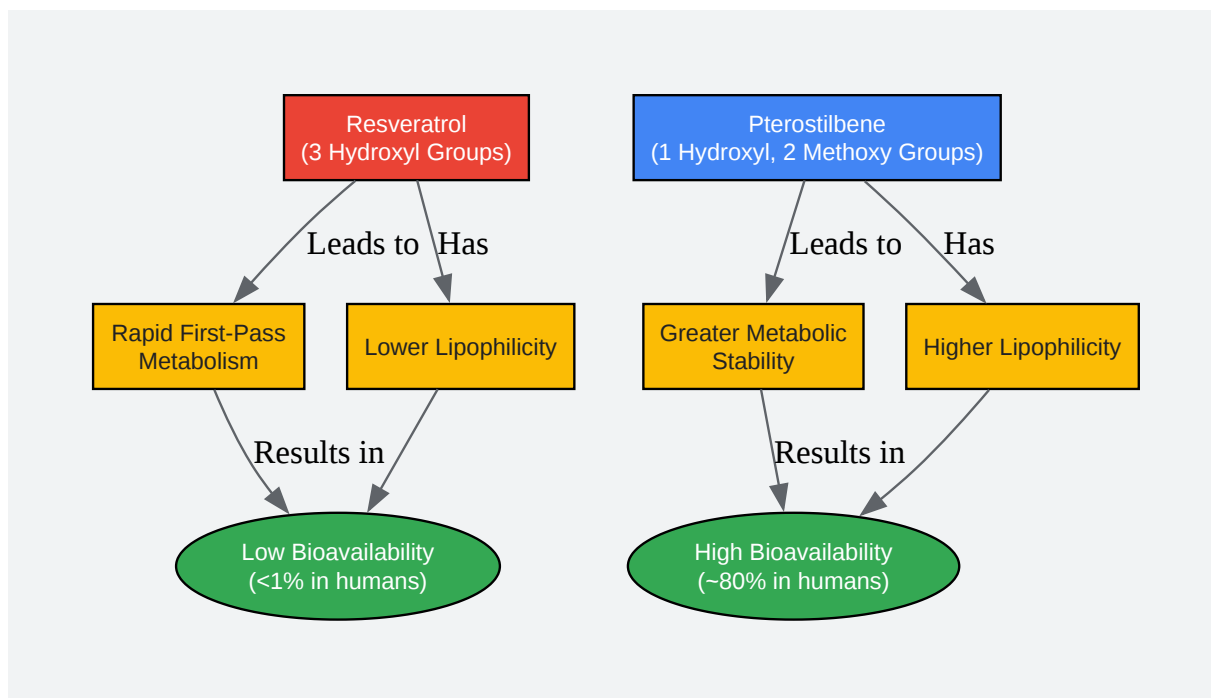 Resveratrol
(3 Hydroxyl Groups)
Pterostilbene
(1 Hydroxyl, 2 Methoxy Groups)
Leads to
Has
Leads to
Has
Rapid First-Pass
Metabolism
Lower Lipophilicity
Greater Metabolic
Stability
Higher Lipophilicity
Results in
Results in
Low Bioavailability
(<1% in humans)
High Bioavailability
(~80% in humans)